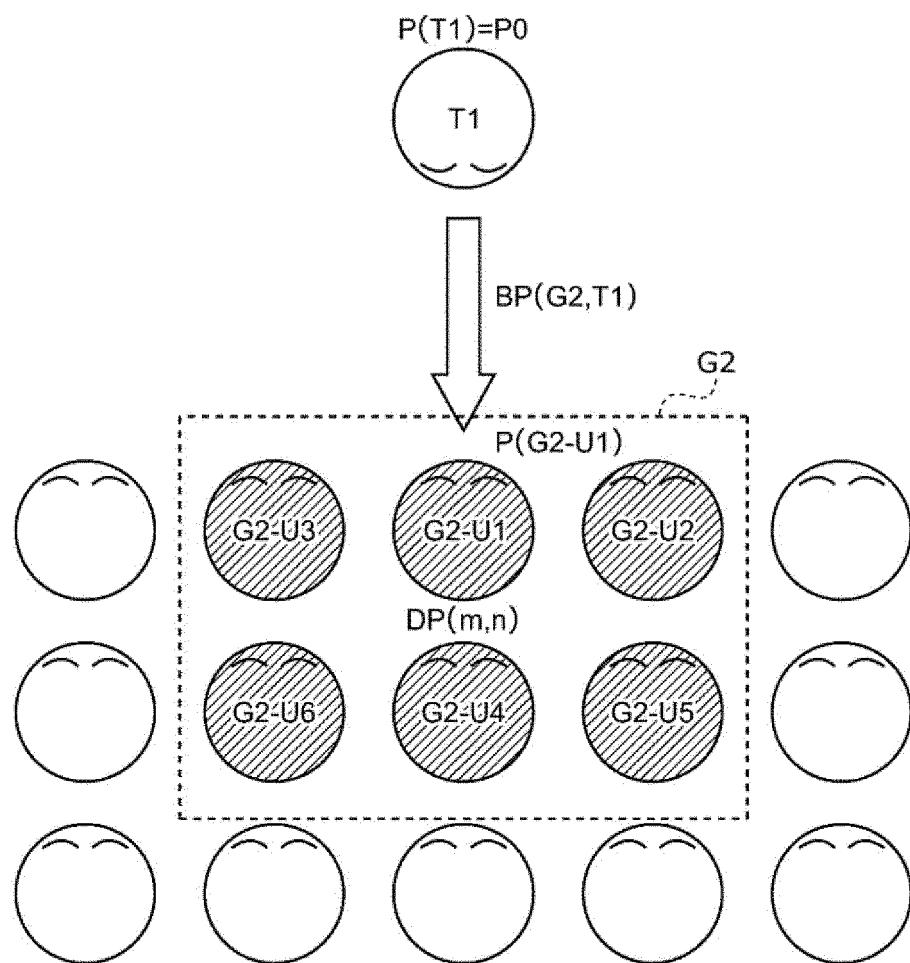 P(T1)=P0
T1
BP(G2,T1)
G2
P(G2-U1)
G2-U3 G2-U1 G2-U2
DP(m,n)
G2-U6 G2-U4 G2-U5